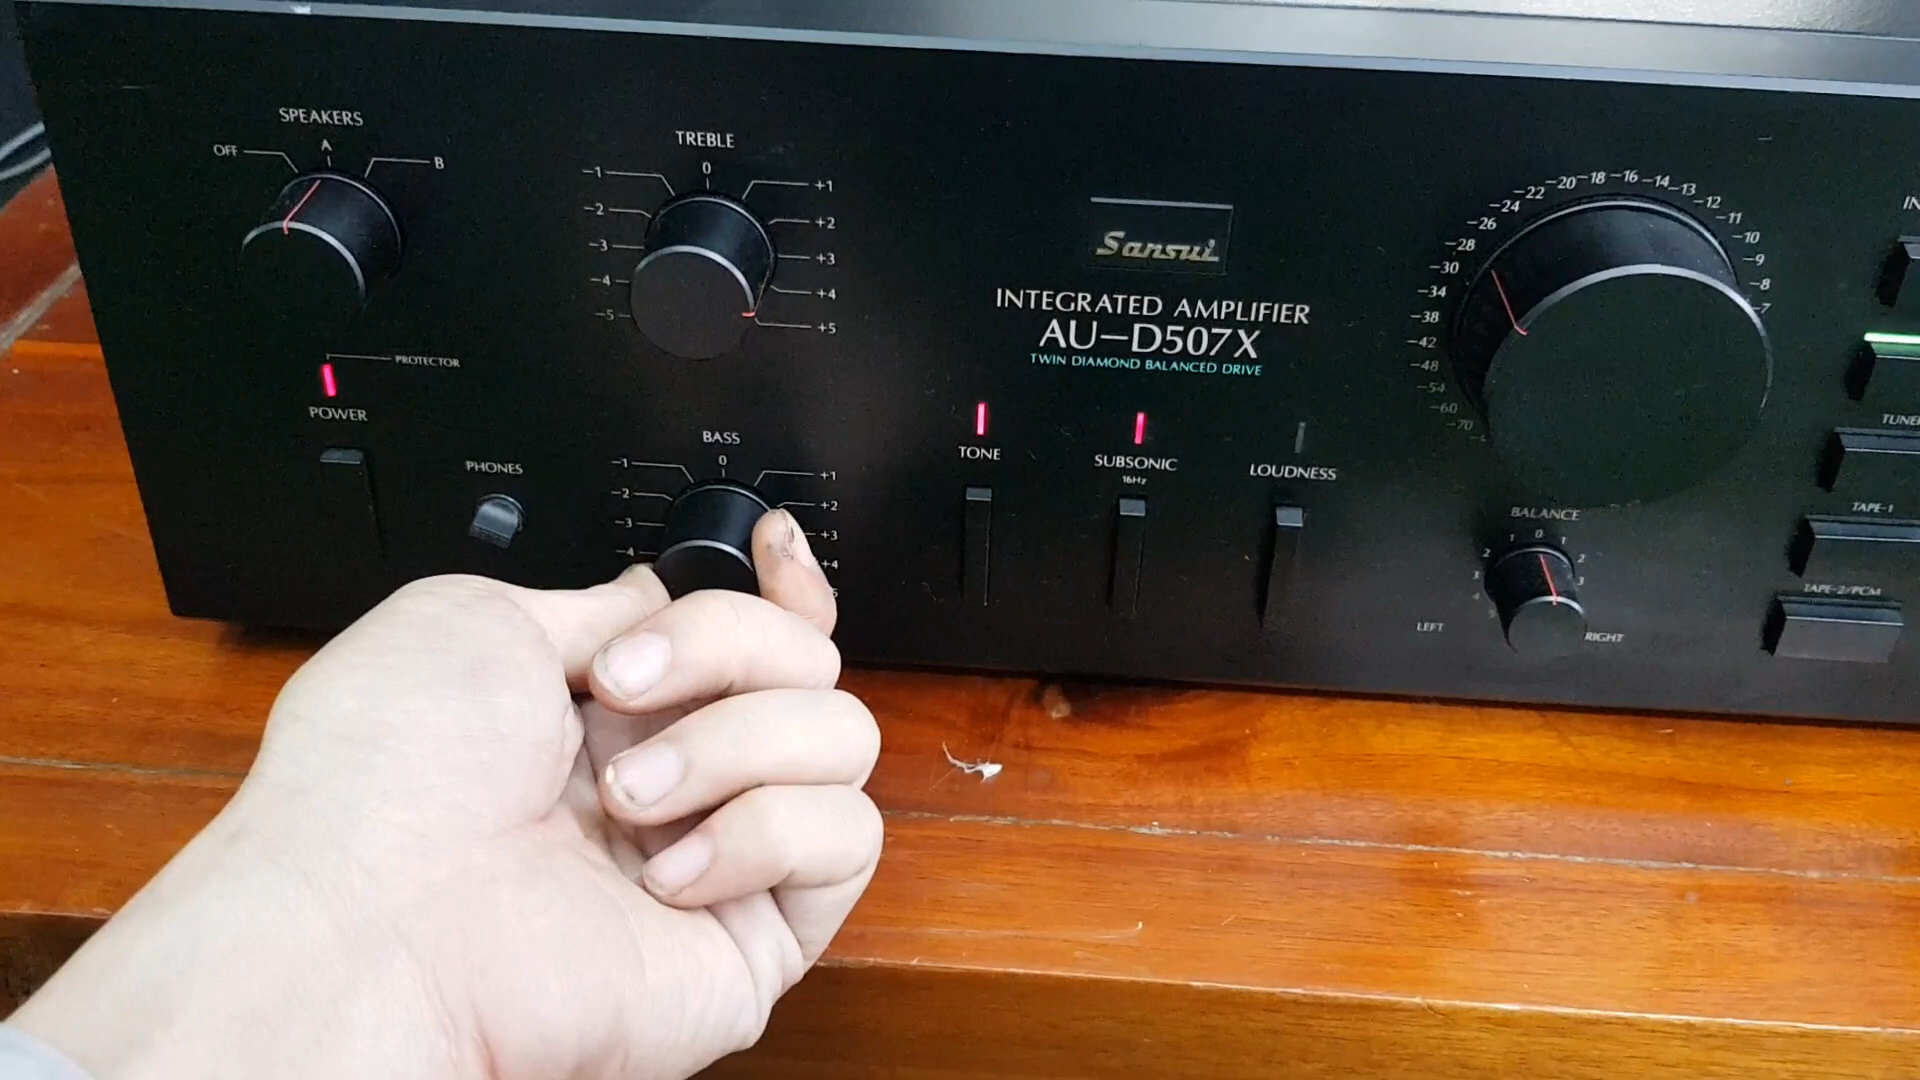 SPEAKERS
OFF A B
TREBLE
0
-1 +1
-2 +2
-3 +3
-4 +4
-5 +5
PROTECTOR
POWER
PHONES
BASS
0
-1 +1
-2 +2
-3 +3
-4 +4
5
Sansui
INTEGRATED AMPLIFIER
AU-D507X
TWIN DIAMOND BALANCED DRIVE
TONE
SUBSONIC
16Hz
LOUDNESS
-70 -60 -54 -48 -42 -38 -34 -30 -28 -26 -24 -22 -20 -18 -16 -14 -13 -12 -11 -10 -9 -8 -7
BALANCE
2 1 0 1 2
3 3
4
LEFT RIGHT
IN
TUNE
TAPE-1
TAPE-2/PCM